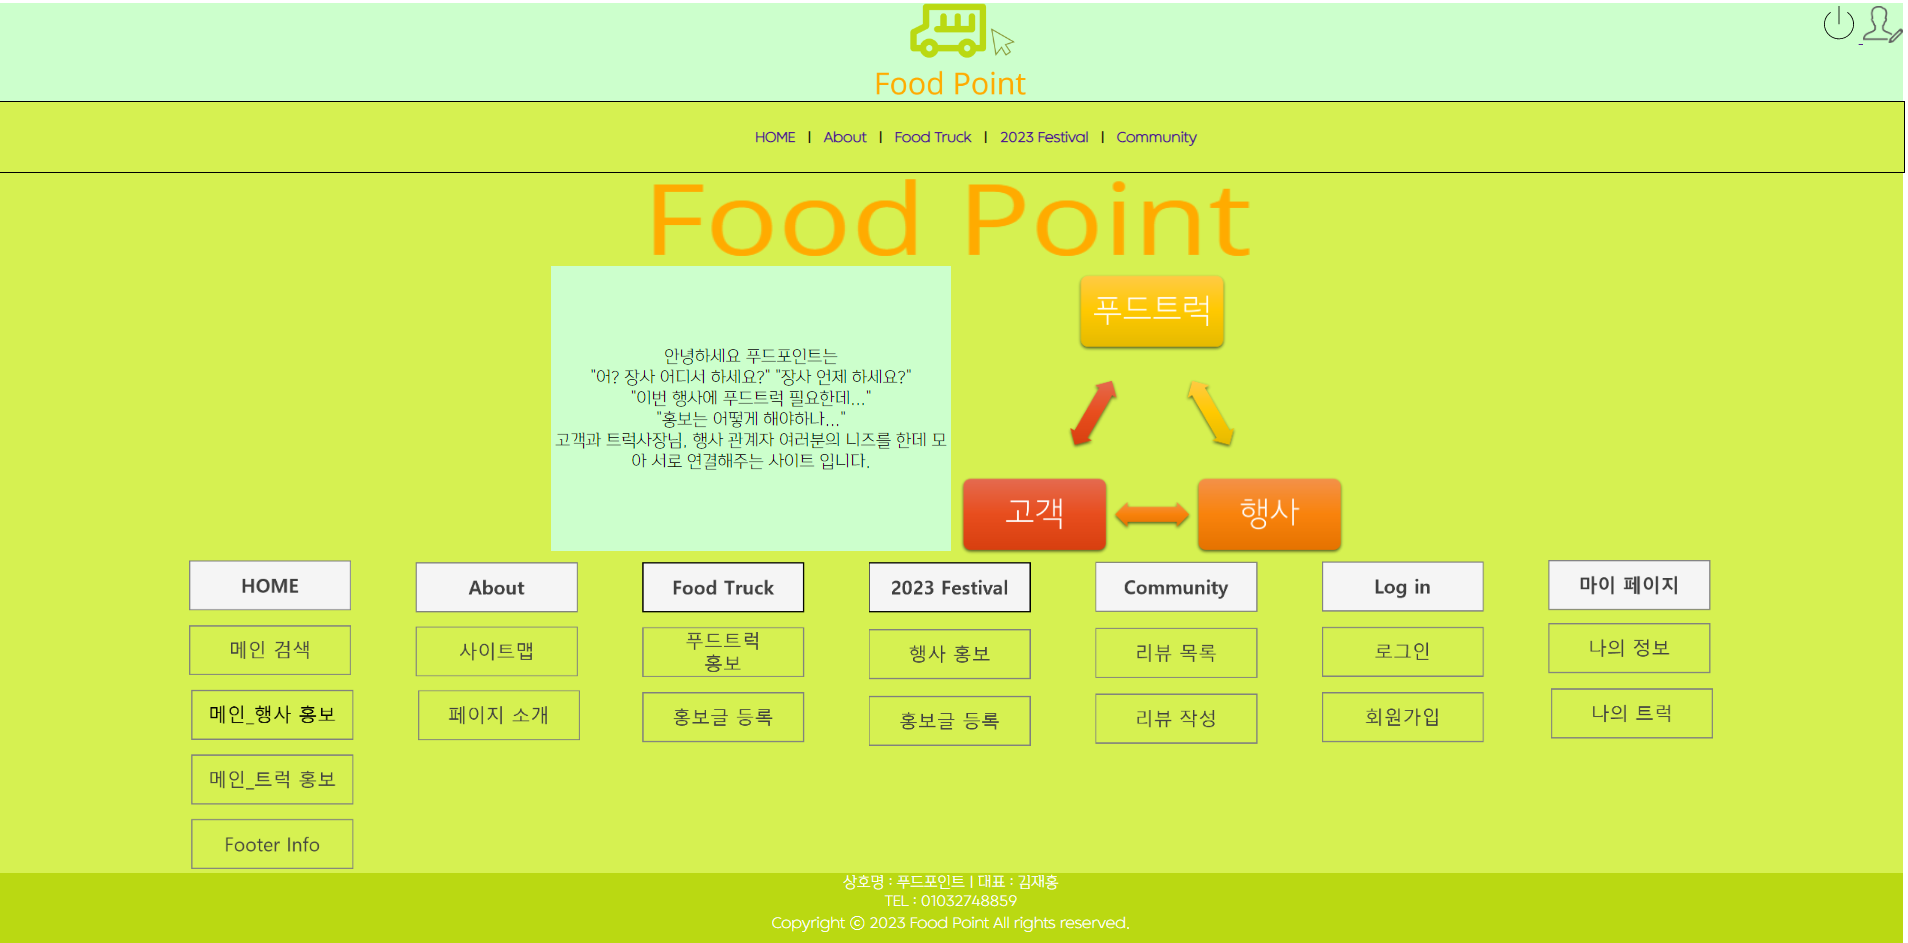 Food Point
HOME | About | Food Truck | 2023 Festival | Community
Food Point
안녕하세요 푸드포인트는
"어? 장사 어디서 하세요?" "장사 언제 하세요?"
"이번 행사에 푸드트럭 필요한데..."
"홍보는 어떻게 해야하나..."
고객과 트럭사장님, 행사 관계자 여러분의 니즈를 한데 모
아 서로 연결해주는 사이트 입니다.
푸드트럭
고객
행사
HOME
메인 검색
메인_행사 홍보
메인_트럭 홍보
Footer Info
About
사이트맵
페이지 소개
Food Truck
푸드트럭
홍보
홍보글 등록
2023 Festival
행사 홍보
홍보글 등록
Community
리뷰 목록
리뷰 작성
Log in
로그인
회원가입
마이 페이지
나의 정보
나의 트럭
상호명 : 푸드포인트 | 대표 : 김재홍
TEL : 01032748859
Copyright ⓒ 2023 Food Point All rights reserved.